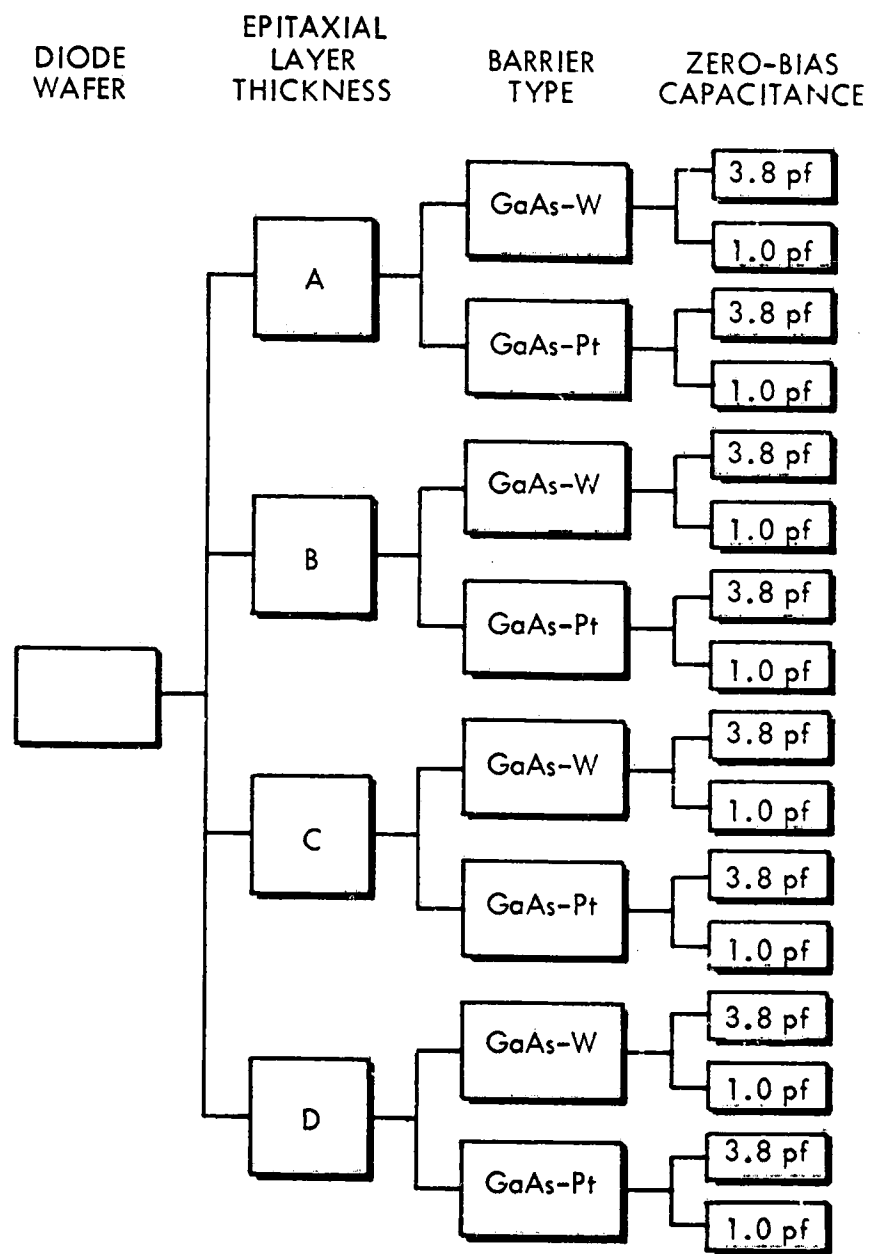 DIODE
WAFER
EPITAXIAL
LAYER
THICKNESS
BARRIER
TYPE
ZERO-BIAS
CAPACITANCE
A
GaAs-W
3.8 pf
1.0 pf
GaAs-Pt
3.8 pf
1.0 pf
B
GaAs-W
3.8 pf
1.0 pf
GaAs-Pt
3.8 pf
1.0 pf
C
GaAs-W
3.8 pf
1.0 pf
GaAs-Pt
3.8 pf
1.0 pf
D
GaAs-W
3.8 pf
1.0 pf
GaAs-Pt
3.8 pf
1.0 pf